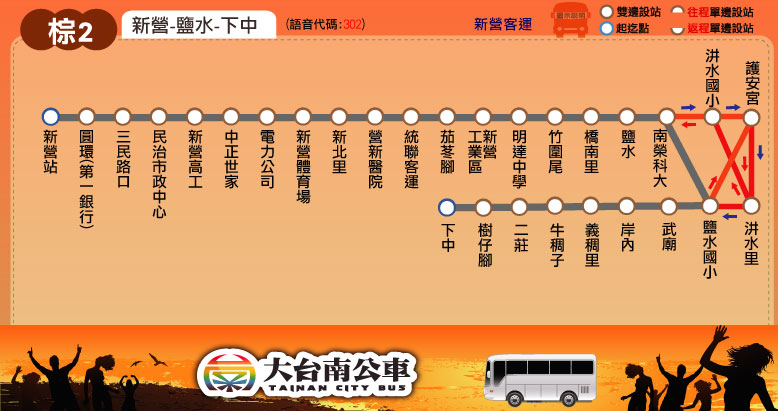 棕2
新營-鹽水-下中
(語音代碼:302)
新營客運
圖示說明
雙邊設站
往程單邊設站
起迄點
返程單邊設站
新營站
圓環(第一銀行)
三民路口
民治市政中心
新營高工
中正世家
電力公司
新營體育場
新北里
營新醫院
統聯客運
茄苳腳
新營
工業區
明達中學
竹圍尾
橋南里
鹽水
南榮科大
洪水國小
護安宮
下中
樹仔腳
二莊
牛稠子
義稠里
岸內
武廟
鹽水國小
洪水里
大台南公車
TAINAN CITY BUS